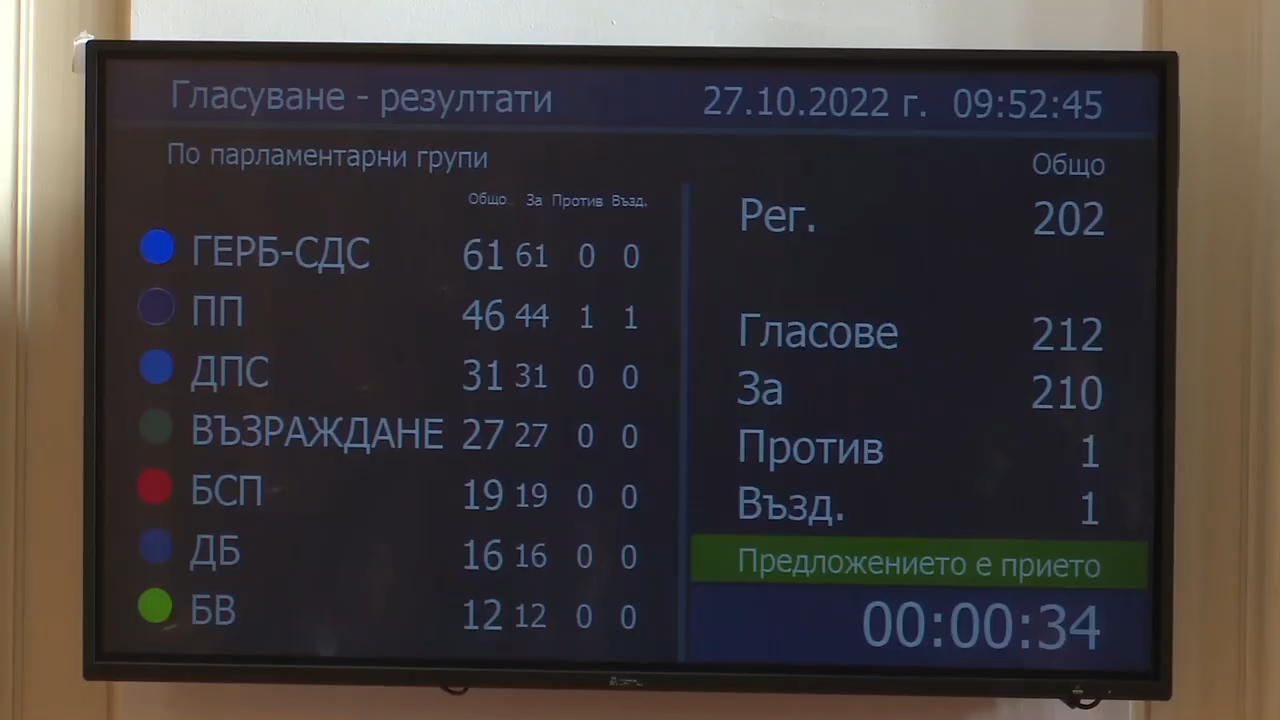 Гласуване - резултати 27.10.2022 г. 09:52:45
По парламентарни групи
Общо За Против Възд.
ГЕРБ-СДС 61 61 0 0
ПП 46 44 1 1
ДПС 31 31 0 0
ВЪЗРАЖДАНЕ 27 27 0 0
БСП 19 19 0 0
ДБ 16 16 0 0
БВ 12 12 0 0
Общо
Рег. 202
Гласове 212
За 210
Против 1
Възд. 1
Предложението е прието
00:00:34